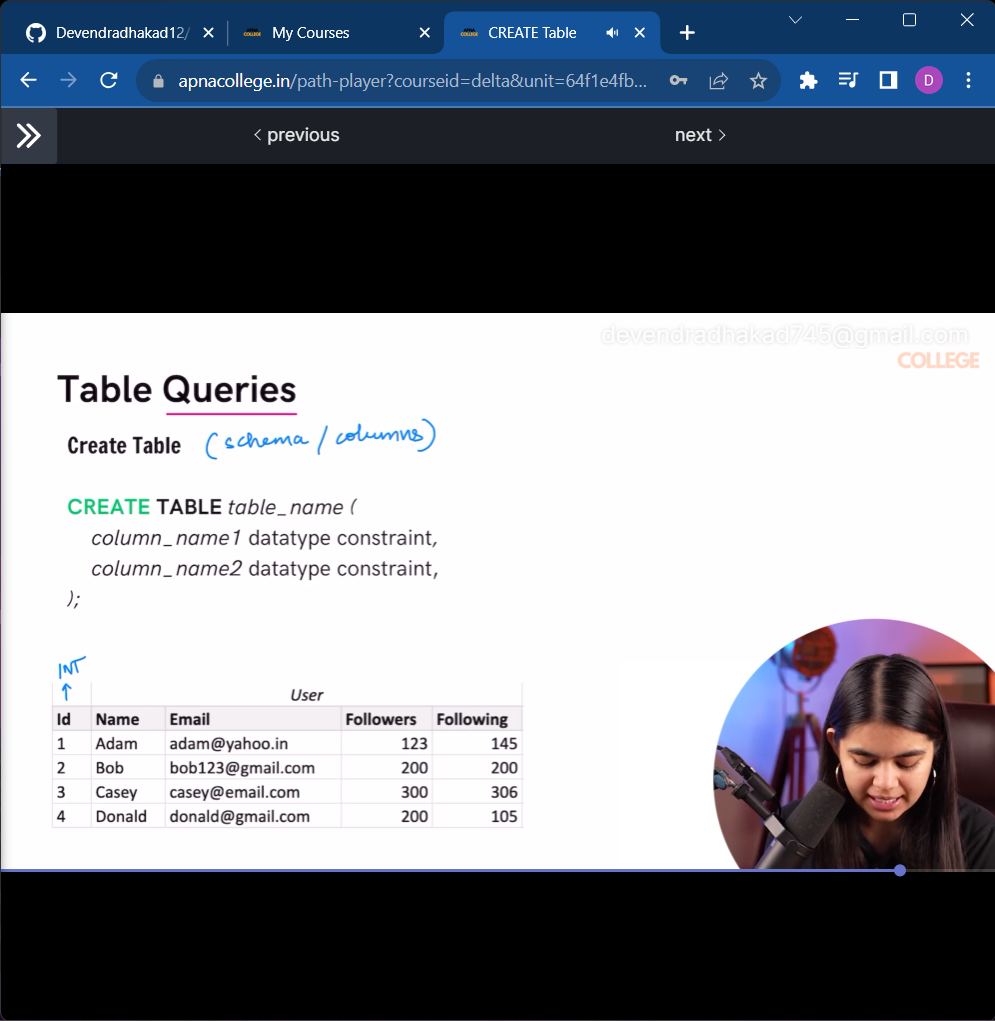 Devendradhakad12/
My Courses
CREATE Table
apnacollege.in/path-player?courseid=delta&unit=64f1e4fb...
D
< previous
next >
devendradhakad745@gmail.com
COLLEGE
Table Queries
Create Table (schema / columns)
CREATE TABLE table_name (
column_name1 datatype constraint,
column_name2 datatype constraint,
);
INT
User
Id Name Email Followers Following
1 Adam adam@yahoo.in 123 145
2 Bob bob123@gmail.com 200 200
3 Casey casey@email.com 300 306
4 Donald donald@gmail.com 200 105